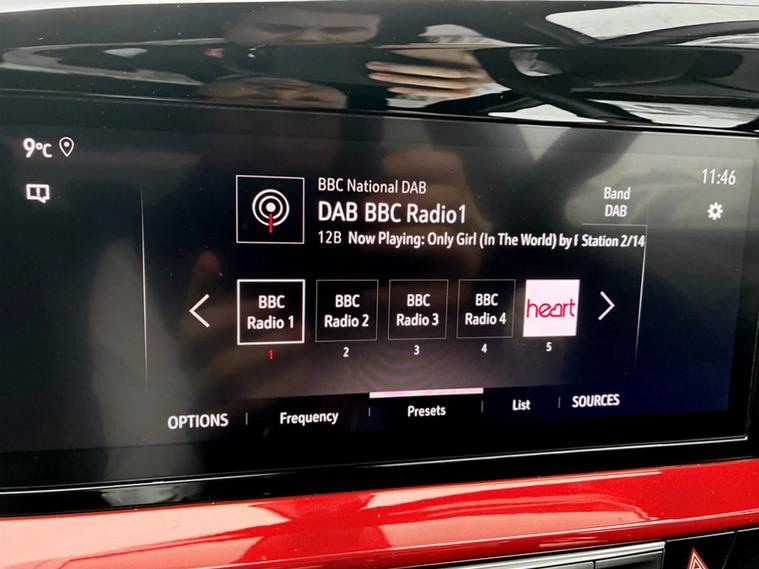 9°C
11:46
BBC National DAB
DAB BBC Radio1
12B Now Playing: Only Girl (In The World) by
Station 2/14
Band
DAB
BBC
Radio 1
BBC
Radio 2
BBC
Radio 3
BBC
Radio 4
heart
1
2
3
4
5
OPTIONS
Frequency
Presets
List
SOURCES